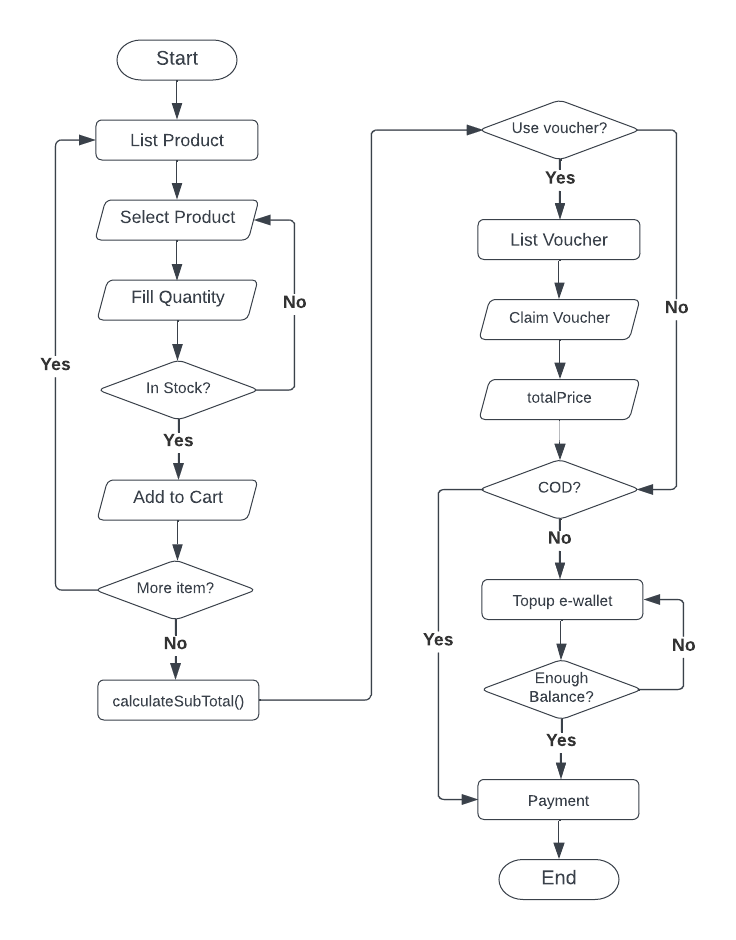 Start
List Product
Select Product
Fill Quantity
No
In Stock?
Yes
Yes
Add to Cart
More item?
No
calculateSubTotal()
Use voucher?
Yes
List Voucher
No
Claim Voucher
totalPrice
COD?
No
Topup e-wallet
Yes
No
Enough
Balance?
Yes
Payment
End